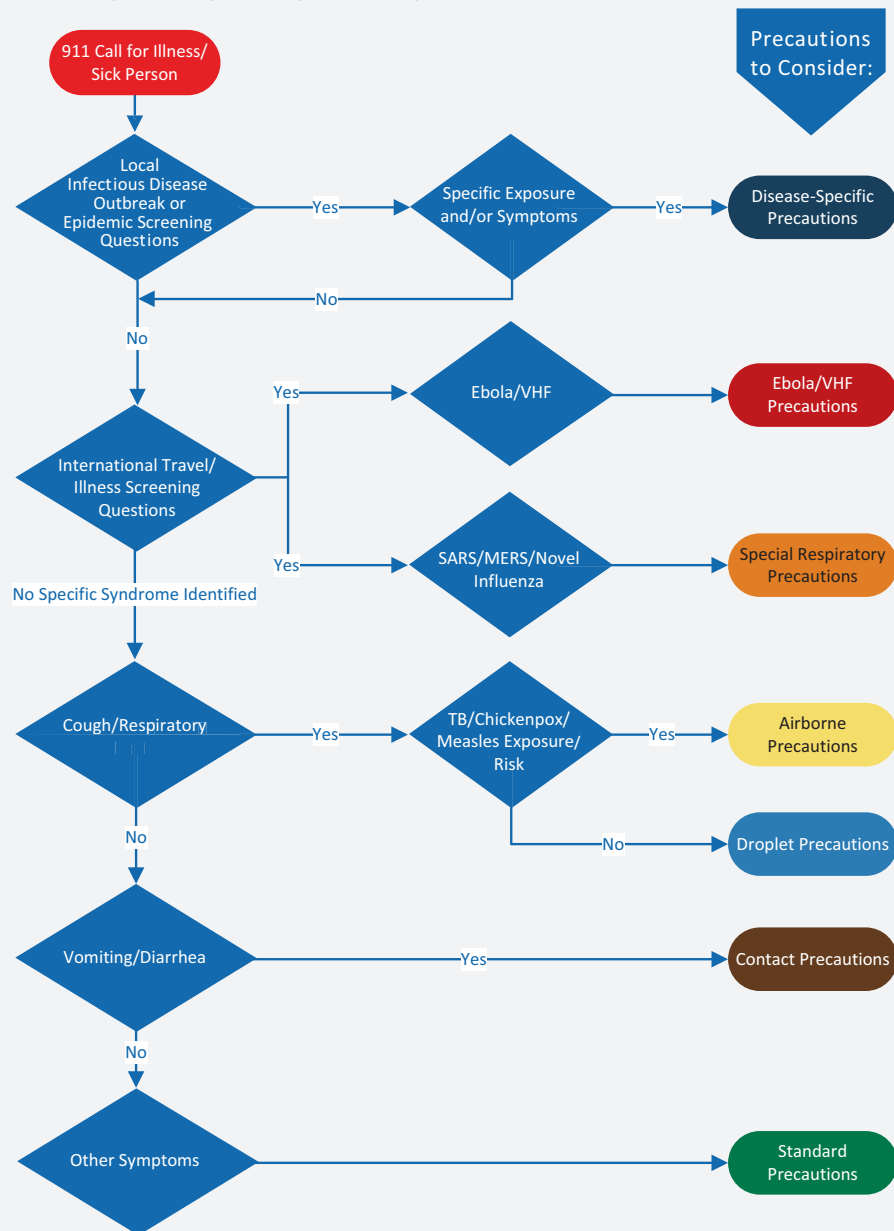 911 Call for Illness/
Sick Person
Precautions
to Consider:
Local
Infectious Disease
Outbreak or
Epidemic Screening
Questions
Yes
Specific Exposure
and/or Symptoms
Yes
Disease-Specific
Precautions
No
No
Yes
Ebola/VHF
Ebola/VHF
Precautions
International Travel/
Illness Screening
Questions
Yes
SARS/MERS/Novel
Influenza
Special Respiratory
Precautions
No Specific Syndrome Identified
Cough/Respiratory
Yes
TB/Chickenpox/
Measles Exposure/
Risk
Yes
Airborne
Precautions
No
No
Droplet Precautions
Vomiting/Diarrhea
Yes
Contact Precautions
No
Other Symptoms
Standard
Precautions